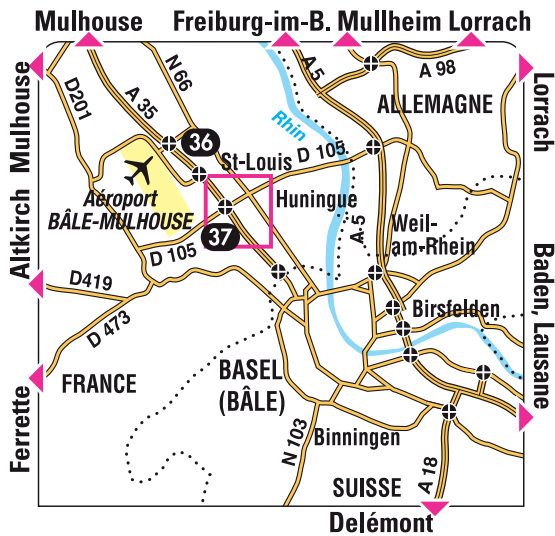 Mulhouse
Freiburg-im-B.
Mullheim
Lorrach
Mulhouse
Altkirch
Ferrette
Lorrach
Baden, Lausane
Delémont
D201
A 35
N 66
A 5
A 98
ALLEMAGNE
Rhin
36
St-Louis
D 105
Aéroport
BÂLE-MULHOUSE
Huningue
37
D 105
A 5
Weil-
am-Rhein
D419
D 473
Birsfelden
FRANCE
BASEL
(BÂLE)
N 103
Binningen
SUISSE
A 18